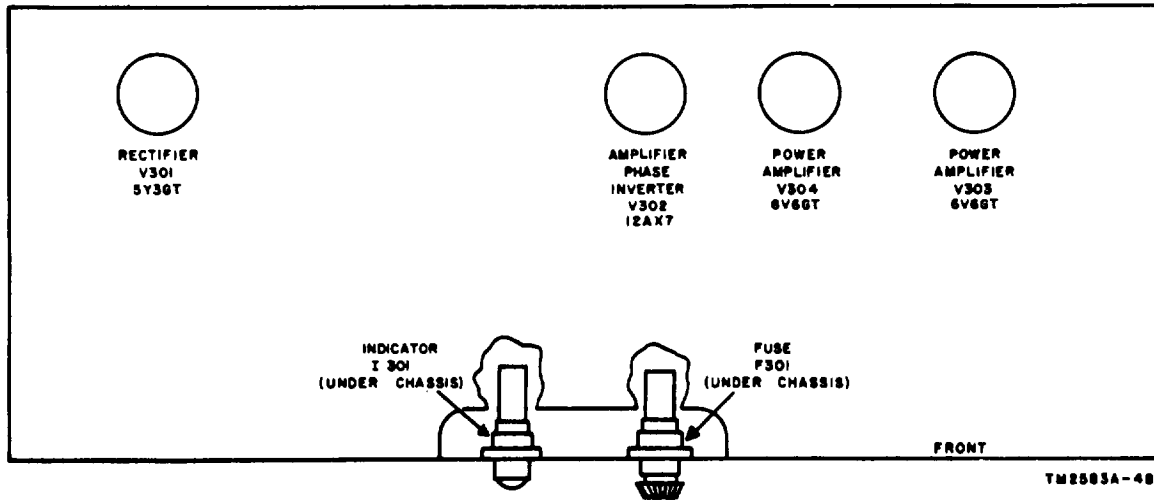 RECTIFIER
V301
5Y3GT
AMPLIFIER
PHASE
INVERTER
V302
12AX7
POWER
AMPLIFIER
V304
6V6GT
POWER
AMPLIFIER
V303
6V6GT
INDICATOR
I 301
(UNDER CHASSIS)
FUSE
F301
(UNDER CHASSIS)
FRONT
TM2583A-48